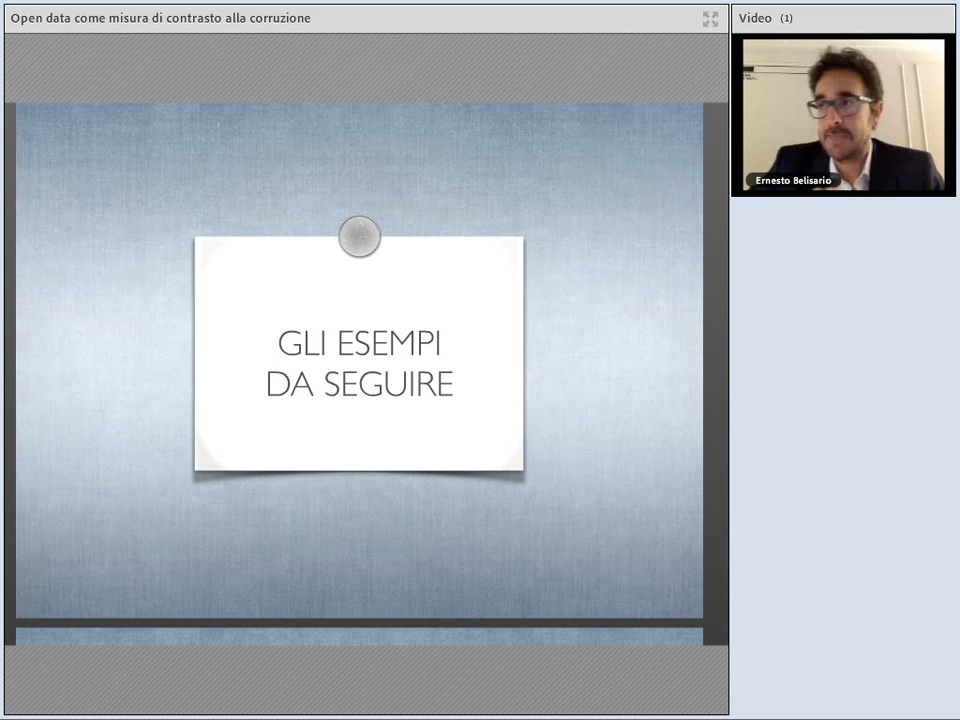 Open data come misura di contrasto alla corruzione
Video (1)
Ernesto Belisario
GLI ESEMPI
DA SEGUIRE